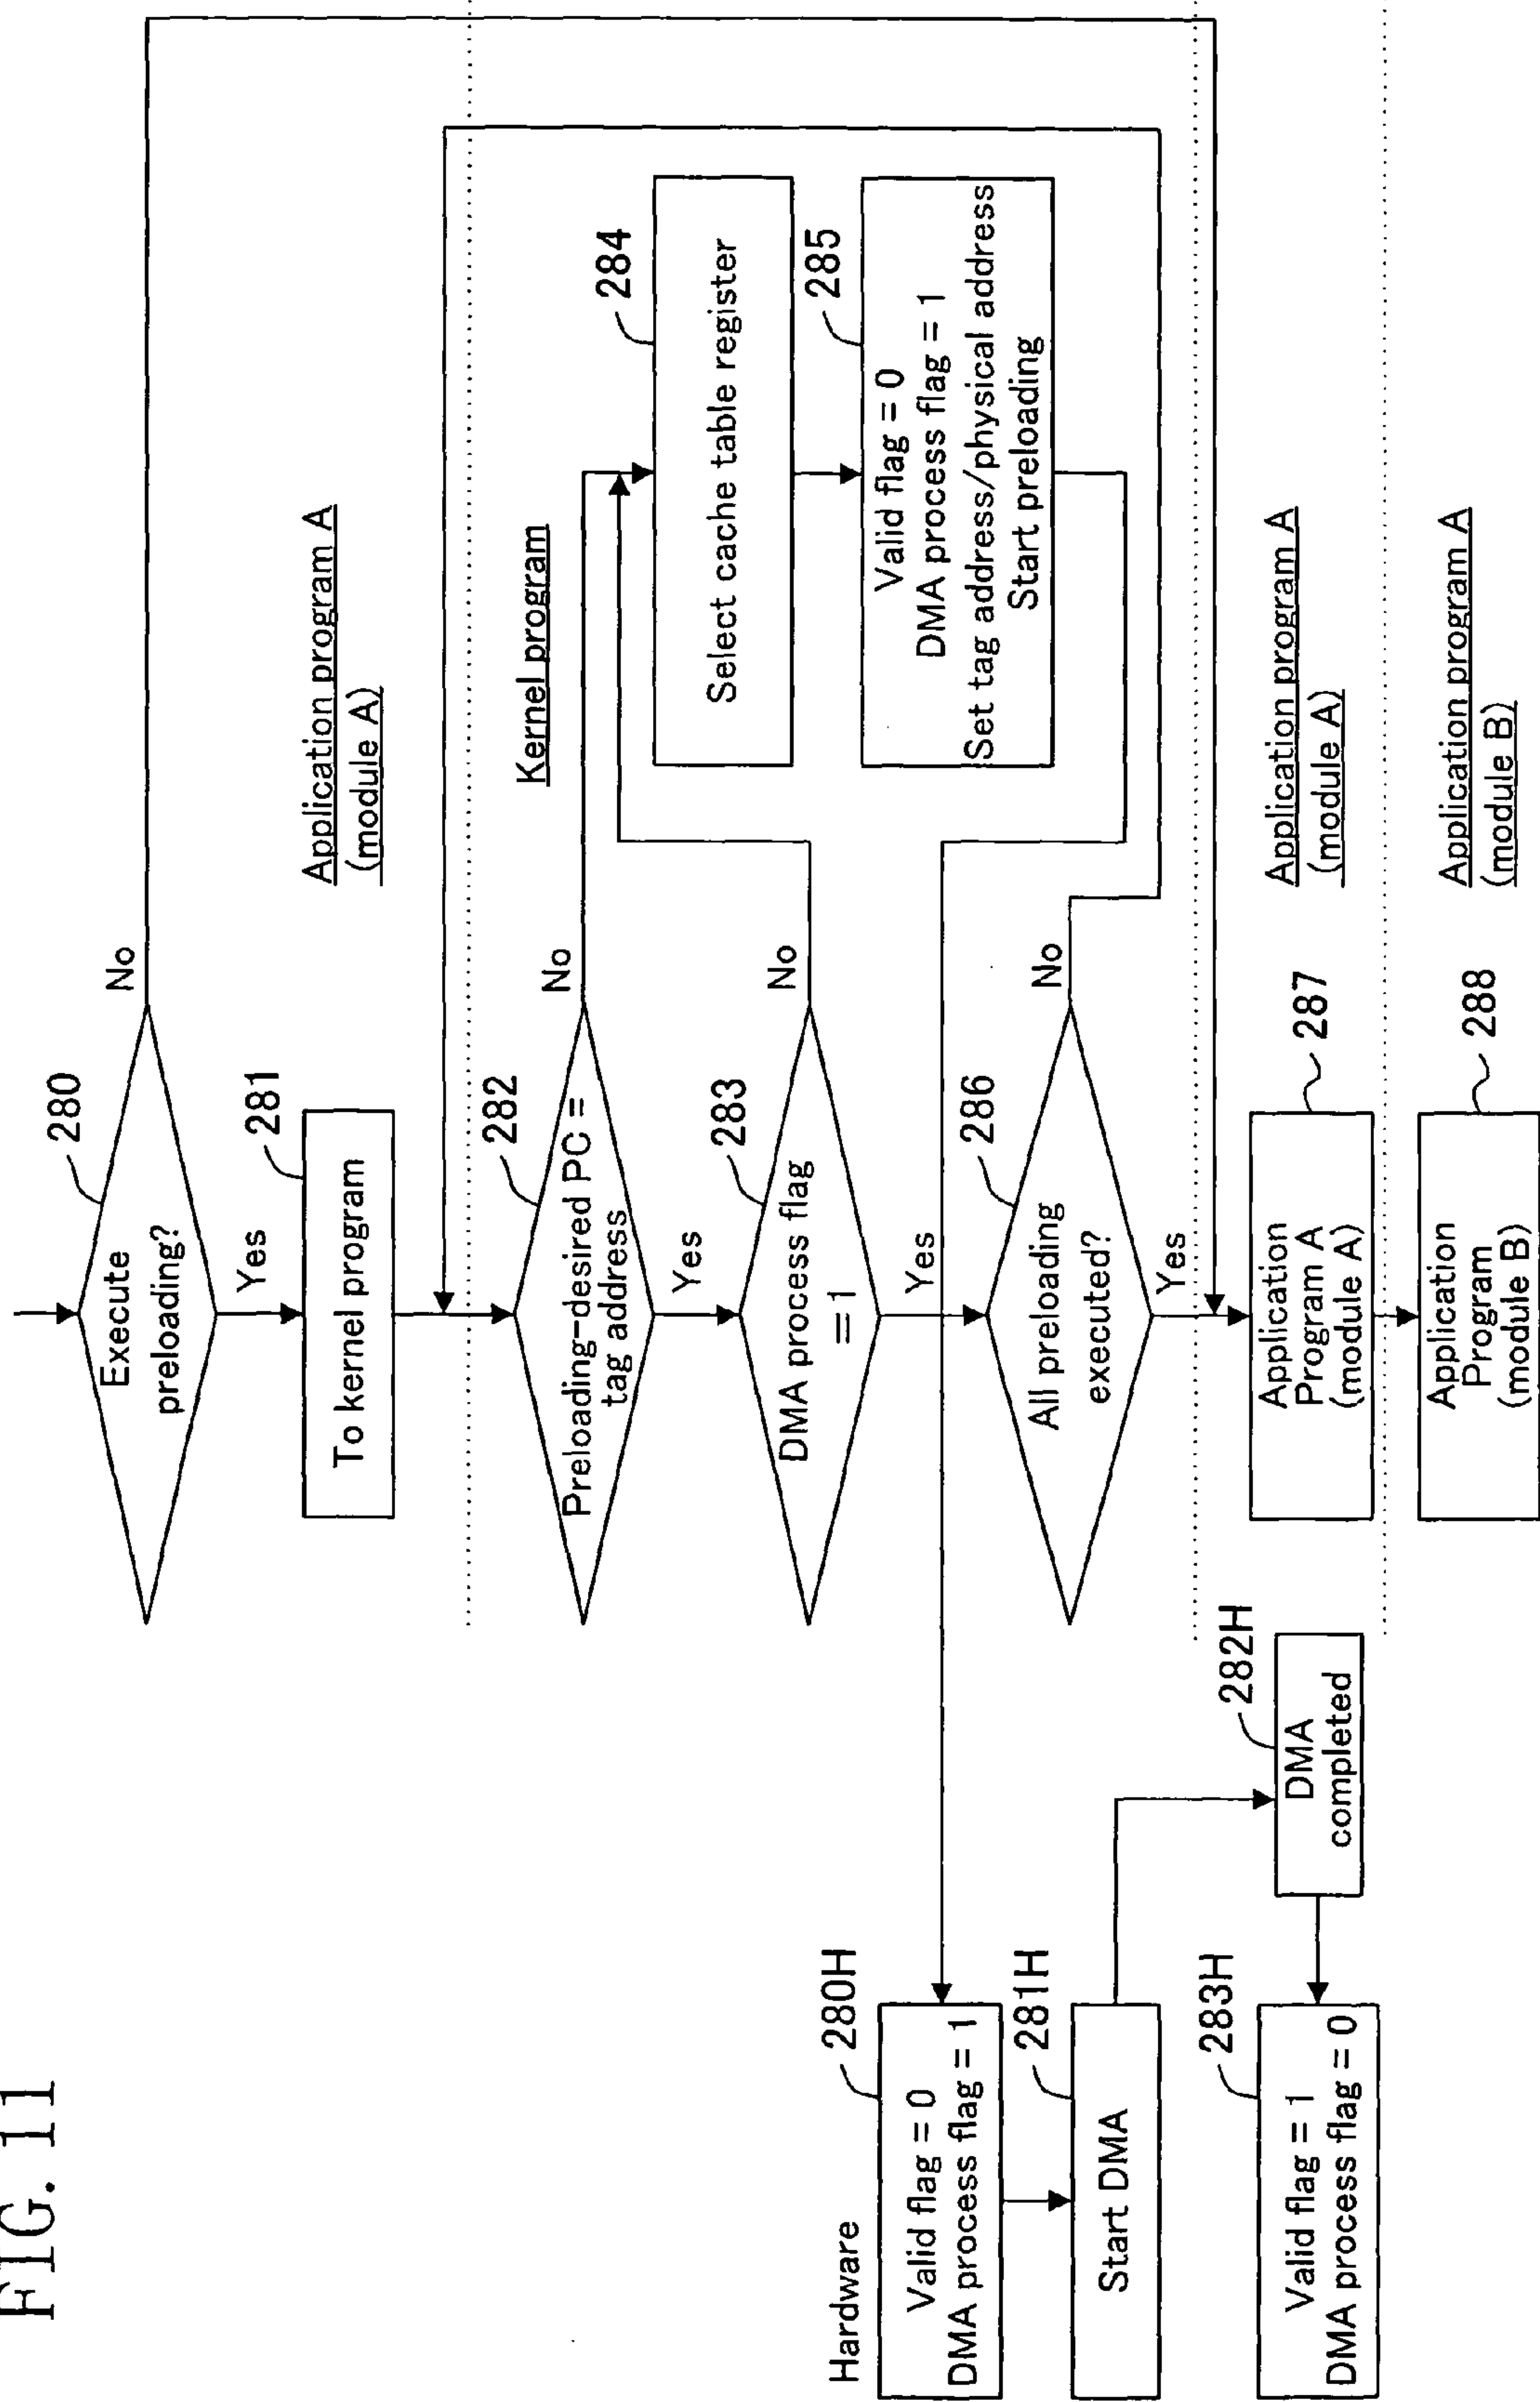 FIG. 11
280
Execute
preloading?
No
Yes
281
To kernel program
Application program A
(module A)
Kernel program
282
Preloading-desired PC =
tag address
No
Yes
283
DMA process flag
= 1
No
Yes
284
Select cache table register
285
Valid flag = 0
DMA process flag = 1
Set tag address/physical address
Start preloading
286
All preloading
executed?
No
Yes
Hardware
280H
Valid flag = 0
DMA process flag = 1
281H
Start DMA
282H
DMA
completed
283H
Valid flag = 1
DMA process flag = 0
287
Application
Program A
(module A)
Application program A
(module A)
288
Application
Program
(module B)
Application program A
(module B)